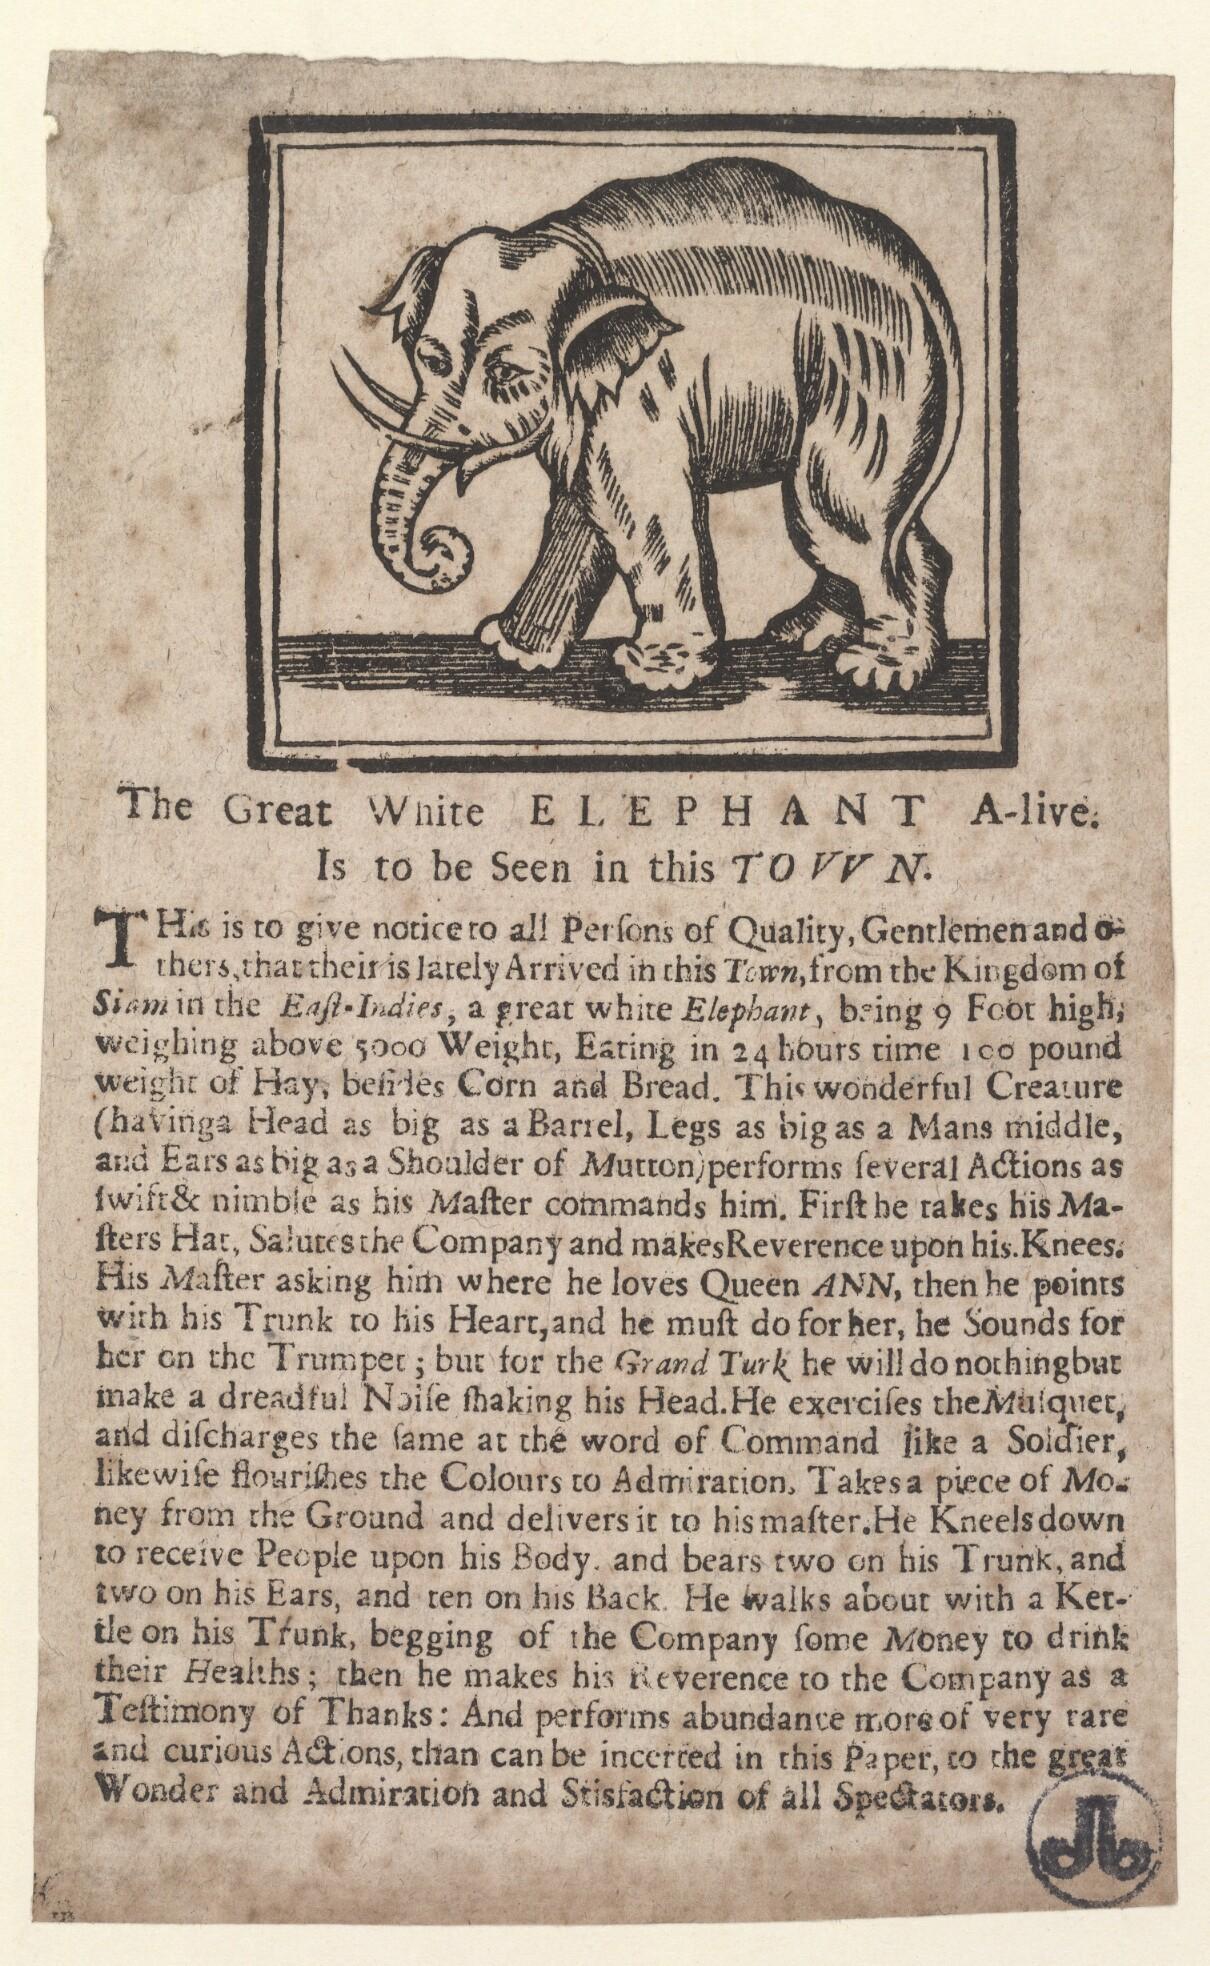 The Great White ELEPHANT A-live.
Is to be Seen in this TOVVN.
THis is to give notice to all Perſons of Quality, Gentlemen and o-
thers, that their is lately Arrived in this Town, from the Kingdom of
Siam in the Eaſt-Indies, a great white Elephant, being 9 Foot high,
weighing above 5000 Weight, Eating in 24 hours time 100 pound
weight of Hay, beſides Corn and Bread. This wonderful Creature
(havinga Head as big as a Barrel, Legs as big as a Mans middle,
and Ears as big as a Shoulder of Mutton) performs ſeveral Actions as
ſwift & nimble as his Maſter commands him. Firſt he takes his Ma-
ſters Hat, Salutes the Company and makes Reverence upon his. Knees.
His Maſter asking him where he loves Queen ANN, then he points
with his Trunk to his Heart, and he muſt do for her, he Sounds for
her on the Trumpet; but for the Grand Turk he will do nothing but
make a dreadful Noiſe ſhaking his Head. He exerciſes the Muſquet,
and diſcharges the ſame at the word of Command like a Soldier,
likewiſe flouriſhes the Colours to Admiration, Takes a piece of Mo-
ney from the Ground and delivers it to his maſter. He Kneels down
to receive People upon his Body. and bears two on his Trunk, and
two on his Ears, and ten on his Back. He walks about with a Ket-
tle on his Trunk, begging of the Company ſome Money to drink
their Healths; then he makes his Reverence to the Company as a
Teſtimony of Thanks: And performs abundance more of very rare
and curious Actions, than can be incerted in this Paper, to the great
Wonder and Admiration and Stisfaction of all Spectators.